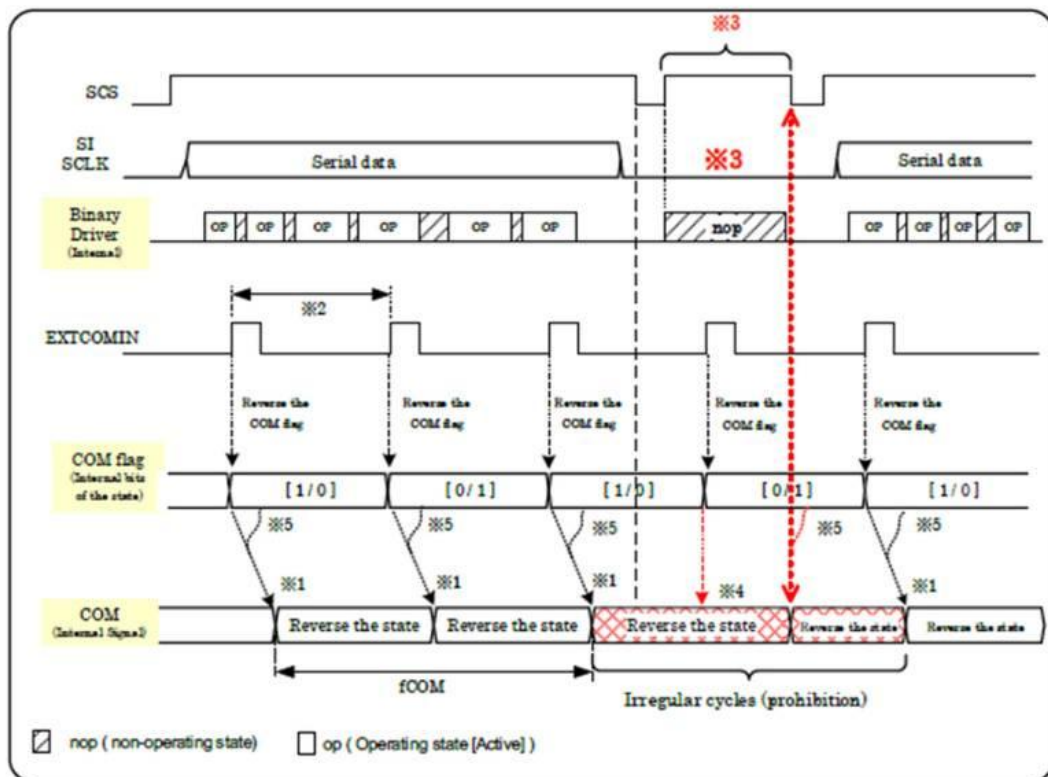 ※3
SCS
SI
SCLK
Serial data
※3
Serial data
Binary
Driver
(Internal)
OP OP OP OP OP OP nop OP OP OP OP
※2
EXTCOMIN
Reverse the
COM flag
Reverse the
COM flag
Reverse the
COM flag
Reverse the
COM flag
Reverse the
COM flag
COM flag
(Internal bits
of the state)
[1/0] [0/1] [1/0] [0/1] [1/0]
※5 ※5 ※5 ※5 ※5
※1 ※1 ※1 ※4 ※1
COM
(Internal Signal)
Reverse the state Reverse the state Reverse the state Reverse the state Reverse the state
fCOM
Irregular cycles (prohibition)
nop ( non-operating state) op ( Operating state [Active] )